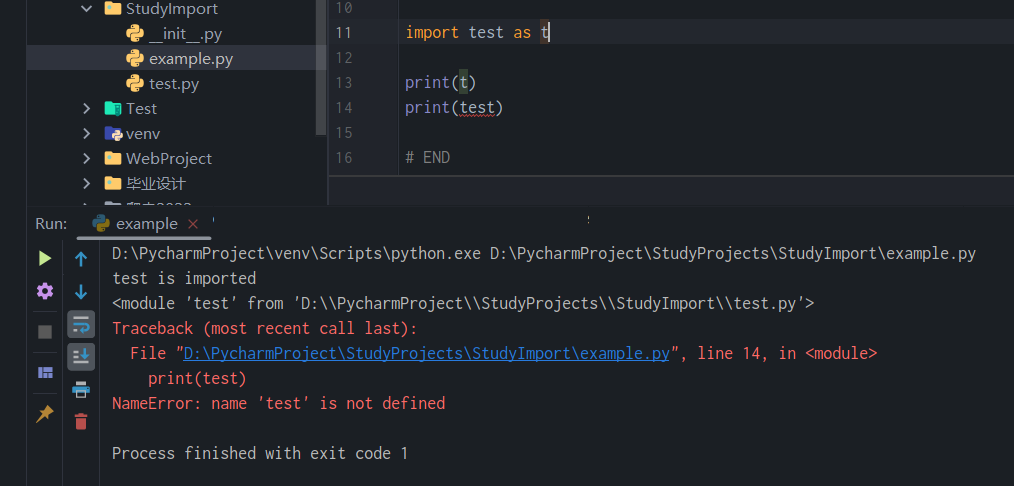 StudyImport
__init__.py
example.py
test.py
Test
venv
WebProject
毕业设计
10
11 import test as t
12
13 print(t)
14 print(test)
15
16 # END
Run: example
D:\PycharmProject\venv\Scripts\python.exe D:\PycharmProject\StudyProjects\StudyImport\example.py
test is imported
<module 'test' from 'D:\\PycharmProject\\StudyProjects\\StudyImport\\test.py'>
Traceback (most recent call last):
File "D:\PycharmProject\StudyProjects\StudyImport\example.py", line 14, in <module>
print(test)
NameError: name 'test' is not defined
Process finished with exit code 1